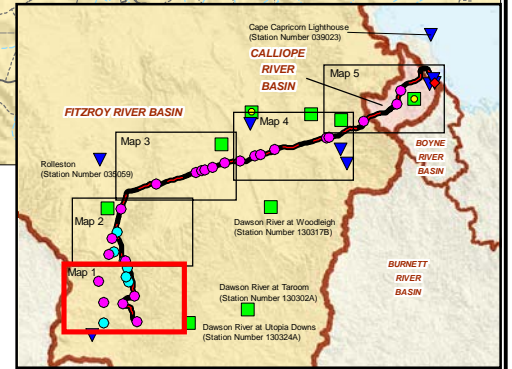 Cape Capricorn Lighthouse
(Station Number 039023)
CALLIOPE
RIVER
BASIN
Map 5
FITZROY RIVER BASIN
Map 4
Map 3
BOYNE
RIVER
BASIN
Rolleston
(Station Number 035059)
Map 2
Dawson River at Woodleigh
(Station Number 130317B)
Map 1
BURNETT
RIVER
BASIN
Dawson River at Taroom
(Station Number 130302A)
Dawson River at Utopia Downs
(Station Number 130324A)